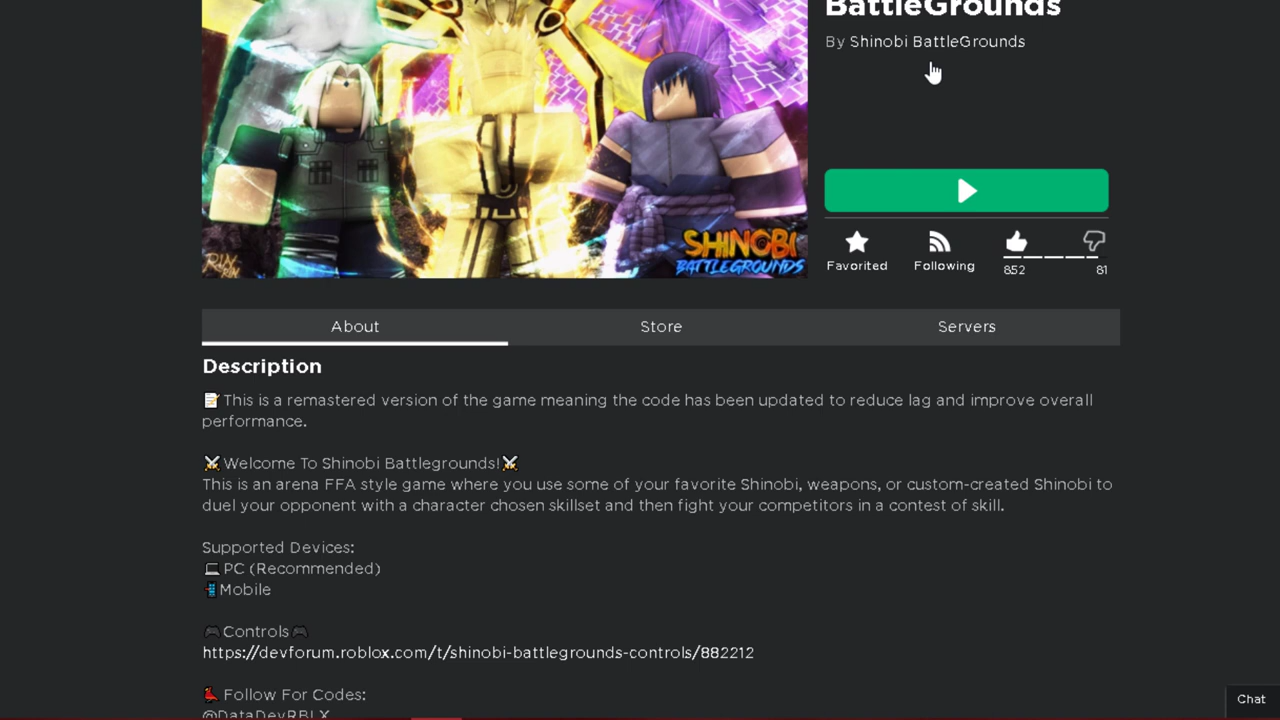 BattleGrounds
By Shinobi BattleGrounds
SHINOBI
BATTLEGROUNDS
Favorited
Following
852
81
About
Store
Servers
Description
📝This is a remastered version of the game meaning the code has been updated to reduce lag and improve overall
performance.
⚔️Welcome To Shinobi Battlegrounds!⚔️
This is an arena FFA style game where you use some of your favorite Shinobi, weapons, or custom-created Shinobi to
duel your opponent with a character chosen skillset and then fight your competitors in a contest of skill.
Supported Devices:
💻PC (Recommended)
📲Mobile
🎮Controls🎮
https://devforum.roblox.com/t/shinobi-battlegrounds-controls/882212
🐦Follow For Codes:
@DataDevRBLX
Chat